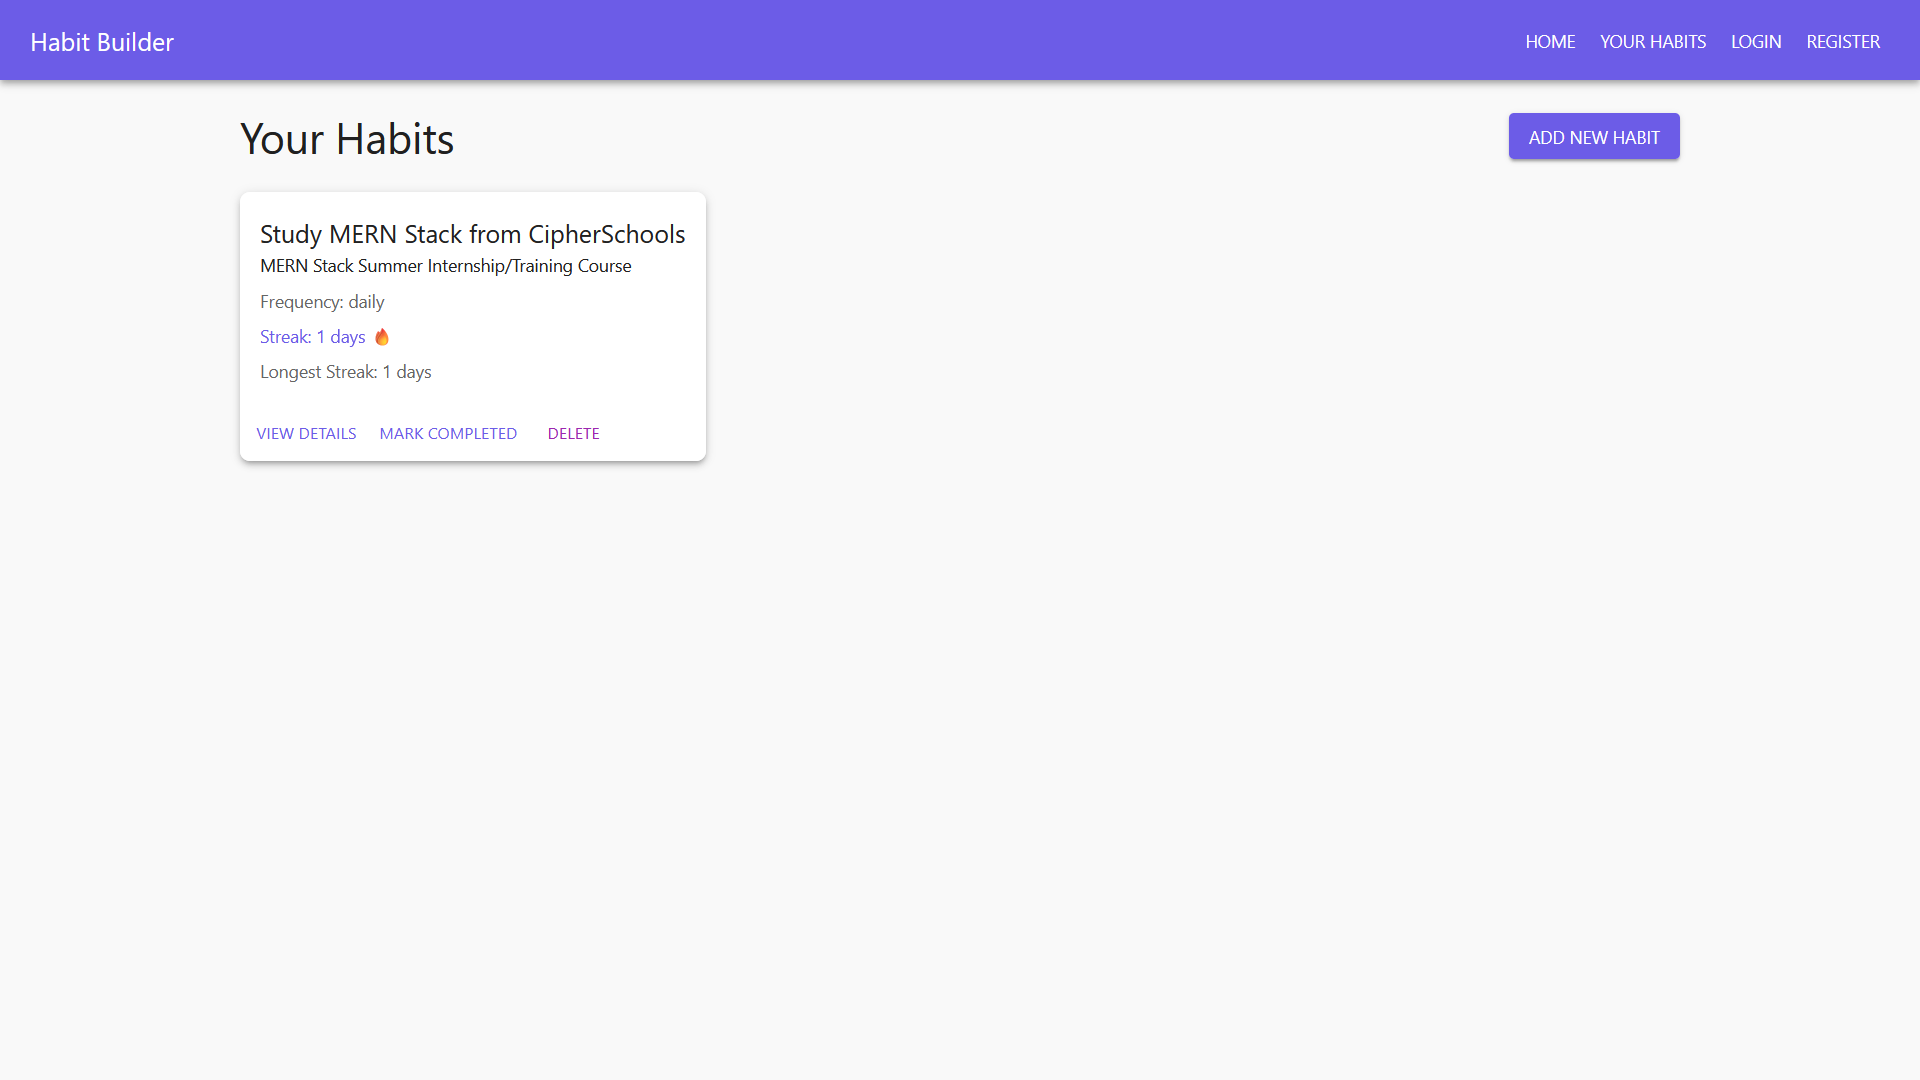 Habit Builder
HOME YOUR HABITS LOGIN REGISTER
Your Habits
ADD NEW HABIT
Study MERN Stack from CipherSchools
MERN Stack Summer Internship/Training Course
Frequency: daily
Streak: 1 days 🔥
Longest Streak: 1 days
VIEW DETAILS MARK COMPLETED DELETE